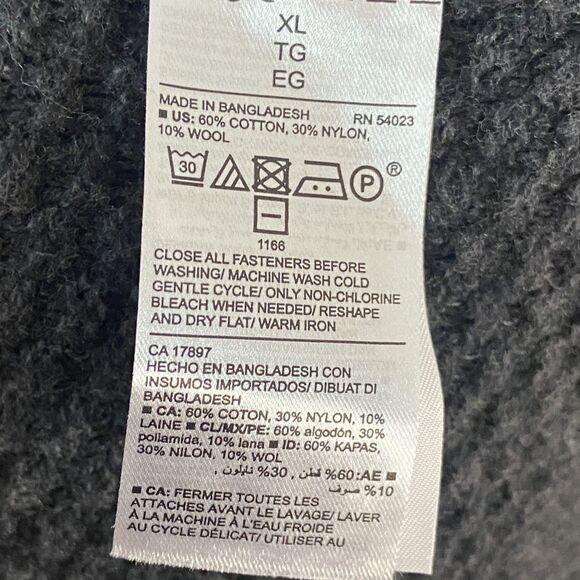 XL
TG
EG
MADE IN BANGLADESH RN 54023
■ US: 60% COTTON, 30% NYLON,
10% WOOL
30 P ®
1166
CLOSE ALL FASTENERS BEFORE
WASHING/ MACHINE WASH COLD
GENTLE CYCLE/ ONLY NON-CHLORINE
BLEACH WHEN NEEDED/ RESHAPE
AND DRY FLAT/ WARM IRON
CA 17897
HECHO EN BANGLADESH CON
INSUMOS IMPORTADOS/ DIBUAT DI
BANGLADESH
■ CA: 60% COTON, 30% NYLON, 10%
LAINE ■ CL/MX/PE: 60% algodón, 30%
poliamida, 10% lana ■ ID: 60% KAPAS,
30% NILON, 10% WOL
■ AE: 60% قطن , 30% نايلون ,
10% صوف
■ CA: FERMER TOUTES LES
ATTACHES AVANT LE LAVAGE/ LAVER
À LA MACHINE À L'EAU FROIDE
AU CYCLE DÉLICAT/ UTILISER AU